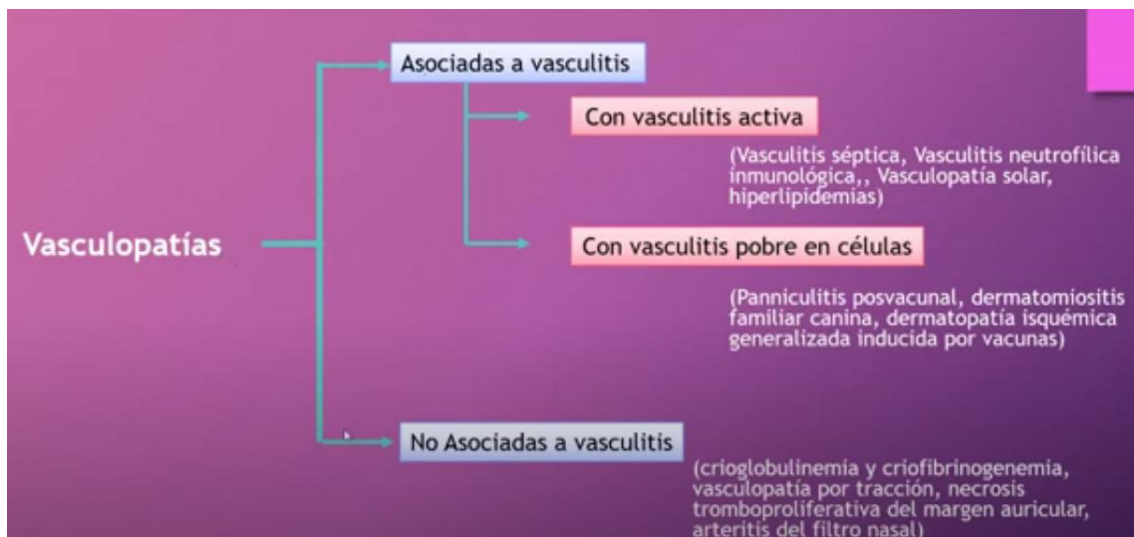 Asociadas a vasculitis
Con vasculitis activa
(Vasculitis séptica, Vasculitis neutrofílica
inmunológica,, Vasculopatía solar,
hiperlipidemias)
Vasculopatías
Con vasculitis pobre en células
(Panniculitis posvacunal, dermatomiositis
familiar canina, dermatopatía isquémica
generalizada inducida por vacunas)
No Asociadas a vasculitis
(crioglobulinemia y criofibrinogenemia,
vasculopatía por tracción, necrosis
tromboproliferativa del margen auricular,
arteritis del filtro nasal)